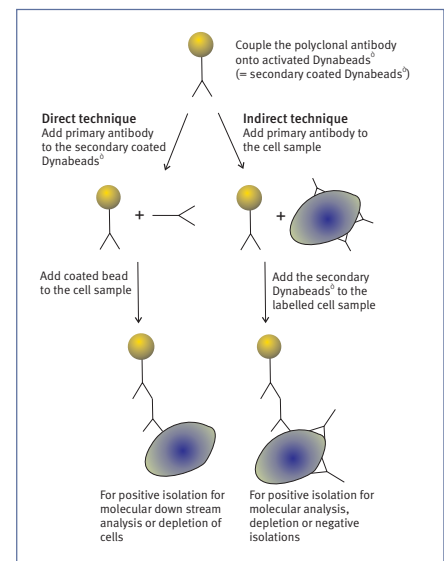 Couple the polyclonal antibody
onto activated Dynabeads◊
(= secondary coated Dynabeads◊)
Direct technique
Add primary antibody
to the secondary coated
Dynabeads◊
Indirect technique
Add primary antibody to
the cell sample
+
+
Add coated bead
to the cell sample
Add the secondary
Dynabeads◊ to the
labelled cell sample
For positive isolation for
molecular down stream
analysis or depletion of
cells
For positive isolation for
molecular analysis,
depletion or negative
isolations